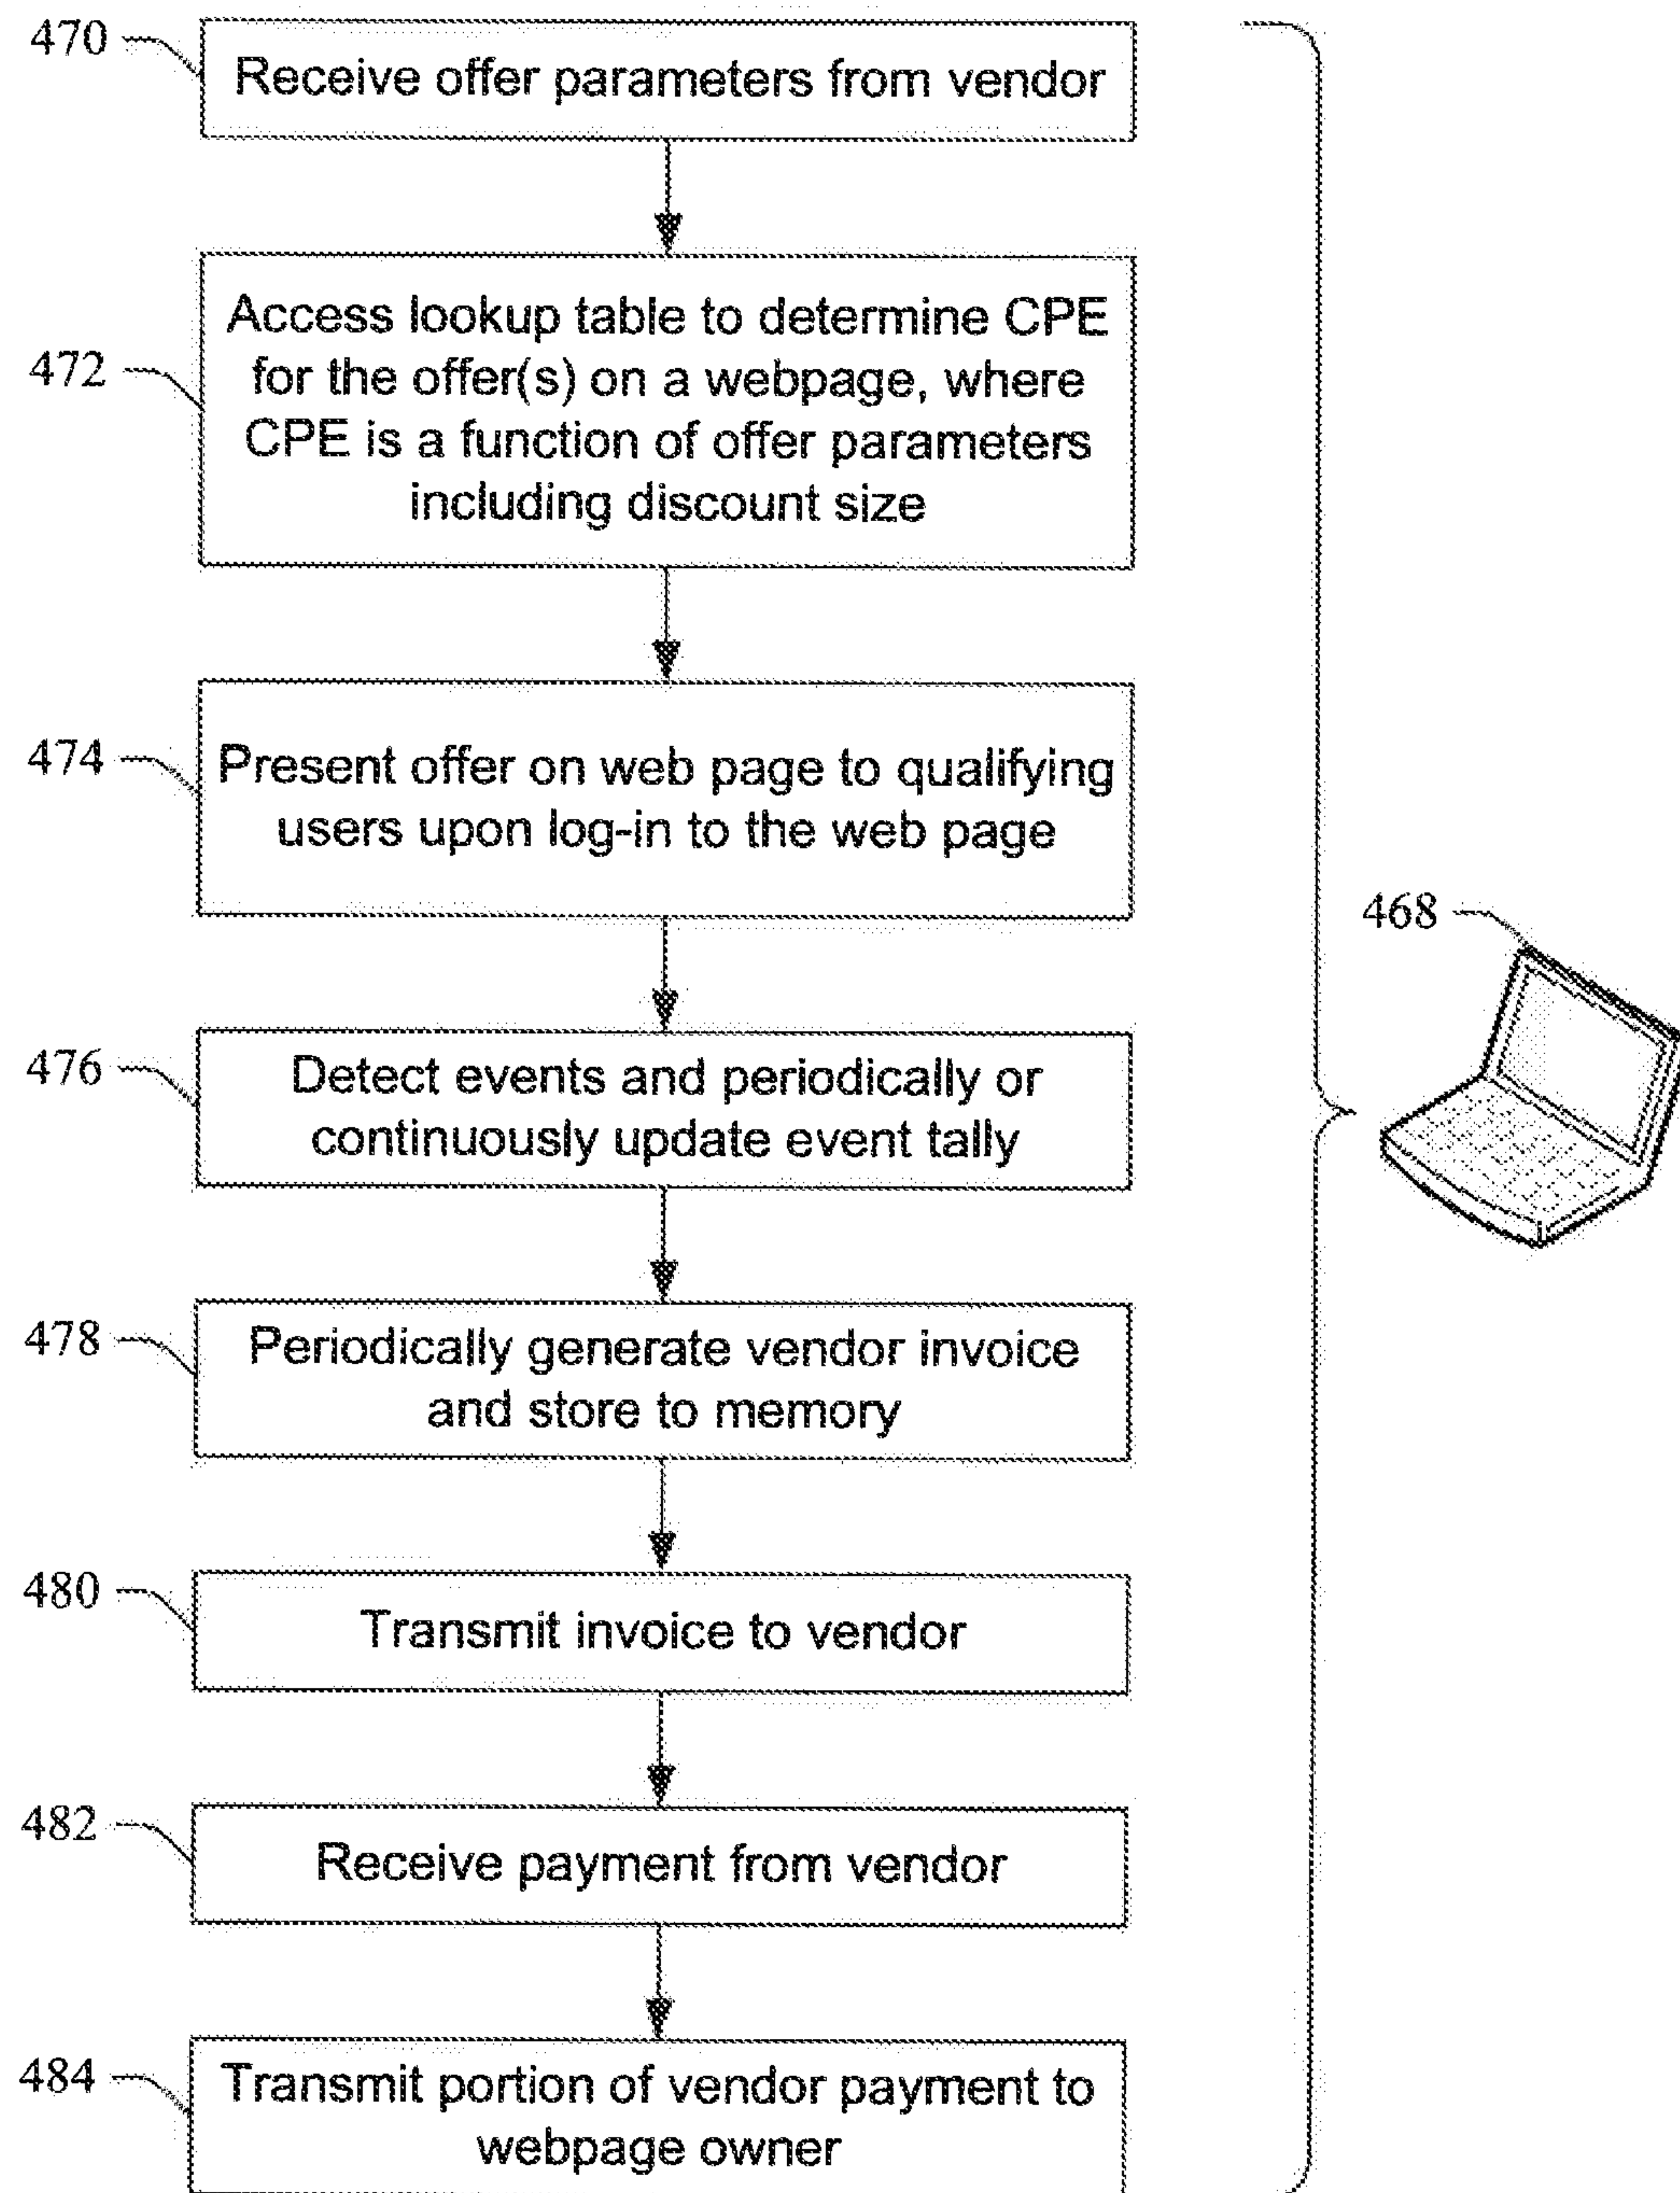 470
Receive offer parameters from vendor
472
Access lookup table to determine CPE
for the offer(s) on a webpage, where
CPE is a function of offer parameters
including discount size
474
Present offer on web page to qualifying
users upon log-in to the web page
468
476
Detect events and periodically or
continuously update event tally
478
Periodically generate vendor invoice
and store to memory
480
Transmit invoice to vendor
482
Receive payment from vendor
484
Transmit portion of vendor payment to
webpage owner